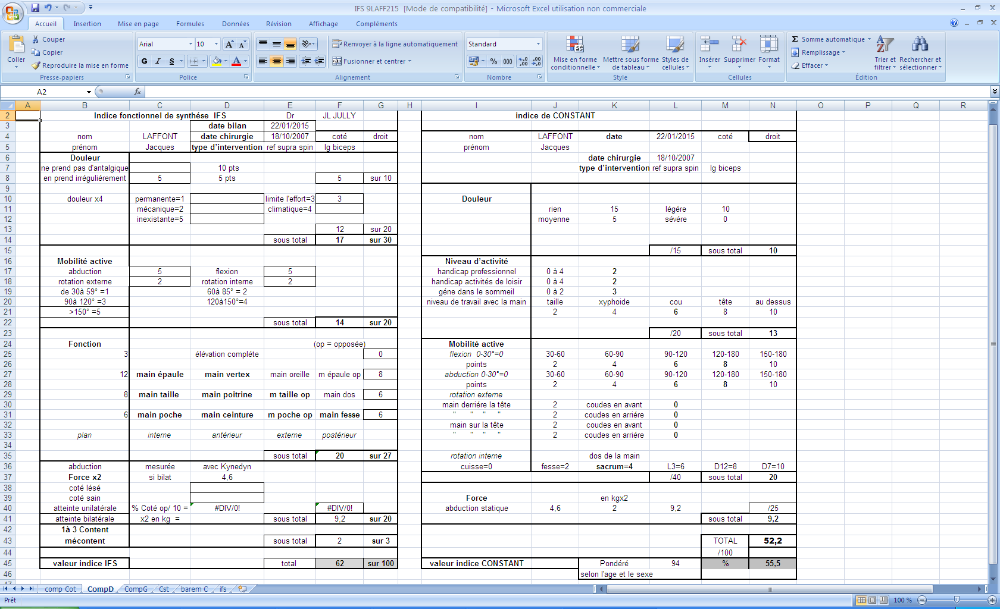 IFS 9LAFF215 [Mode de compatibilité] - Microsoft Excel utilisation non commerciale
Accueil Insertion Mise en page Formules Données Révision Affichage Compléments
Coller Couper Copier Reproduire la mise en forme
Arial 10 G I S
Renvoyer à la ligne automatiquement
Fusionner et centrer
Standard % 000
Mise en forme conditionnelle Mettre sous forme de tableau Styles de cellules
Insérer Supprimer Format
Σ Somme automatique Remplissage Effacer
Trier et filtrer Rechercher et sélectionner
Presse-papiers Police Alignement Nombre Style Cellules Édition
A2 fx
A B C D E F G H I J K L M N O P Q R
2 Indice fonctionnel de synthése IFS Dr JL JULLY indice de CONSTANT
3 date bilan 22/01/2015
4 nom LAFFONT date chirurgie 18/10/2007 coté droit nom LAFFONT date 22/01/2015 coté droit
5 prénom Jacques type d'intervention ref supra spin lg biceps prénom Jacques
6 Douleur date chirurgie 18/10/2007
7 ne prend pas d'antalgique 10 pts type d'intervention ref supra spin lg biceps
8 en prend irréguliérement 5 5 pts 5 sur 10
9
10 douleur x4 permanente=1 limite l'effort=3 3 Douleur
11 mécanique=2 climatique=4 rien 15 légére 10
12 inexistante=5 moyenne 5 sévére 0
13 12 sur 20
14 sous total 17 sur 30
15 /15 sous total 10
16 Mobilité active Niveau d'activité
17 abduction 5 flexion 5 handicap professionnel 0 à 4 2
18 rotation externe 2 rotation interne 2 handicap activités de loisir 0 à 4 2
19 de 30à 59° =1 60à 85° = 2 géne dans le sommeil 0 à 2 3
20 90à 120° =3 120à150°=4 niveau de travail avec la main taille xyphoide cou tête au dessus
21 >150° =5 2 4 6 8 10
22 sous total 14 sur 20
23 /20 sous total 13
24 Fonction (op = opposée) Mobilité active
25 3 élévation compléte 0 flexion 0-30°=0 30-60 60-90 90-120 120-180 150-180
26 points 2 4 6 8 10
27 12 main épaule main vertex main oreille m épaule op 8 abduction 0-30°=0 30-60 60-90 90-120 120-180 150-180
28 points 2 4 6 8 10
29 8 main taille main poitrine m taille op main dos 6 rotation externe
30 main derriére la tête 2 coudes en avant 0
31 6 main poche main ceinture m poche op main fesse 6 " " " " 2 coudes en arriére 0
32 main sur la tête 2 coudes en avant 0
33 plan interne antérieur externe postérieur " " " " 2 coudes en arriére 0
34
35 sous total 20 sur 27 rotation interne dos de la main
36 abduction mesurée avec Kynedyn cuisse=0 fesse=2 sacrum=4 L3=6 D12=8 D7=10
37 Force x2 si bilat 4,6 /40 sous total 20
38 coté lésé
39 coté sain Force en kgx2
40 atteinte unilatérale % Coté op/ 10 = #DIV/0! #DIV/0! abduction statique 4,6 2 9,2 /25
41 atteinte bilatérale x2 en kg = sous total 9,2 sur 20 sous total 9,2
42 1à 3 Content
43 mécontent sous total 2 sur 3 TOTAL 52,2
44 /100
45 valeur indice IFS total 62 sur 100 valeur indice CONSTANT Pondéré 94 % 55,5
46 selon l'age et le sexe
comp Cot CompD CompG Cst barem C ifs
Prêt 100 %